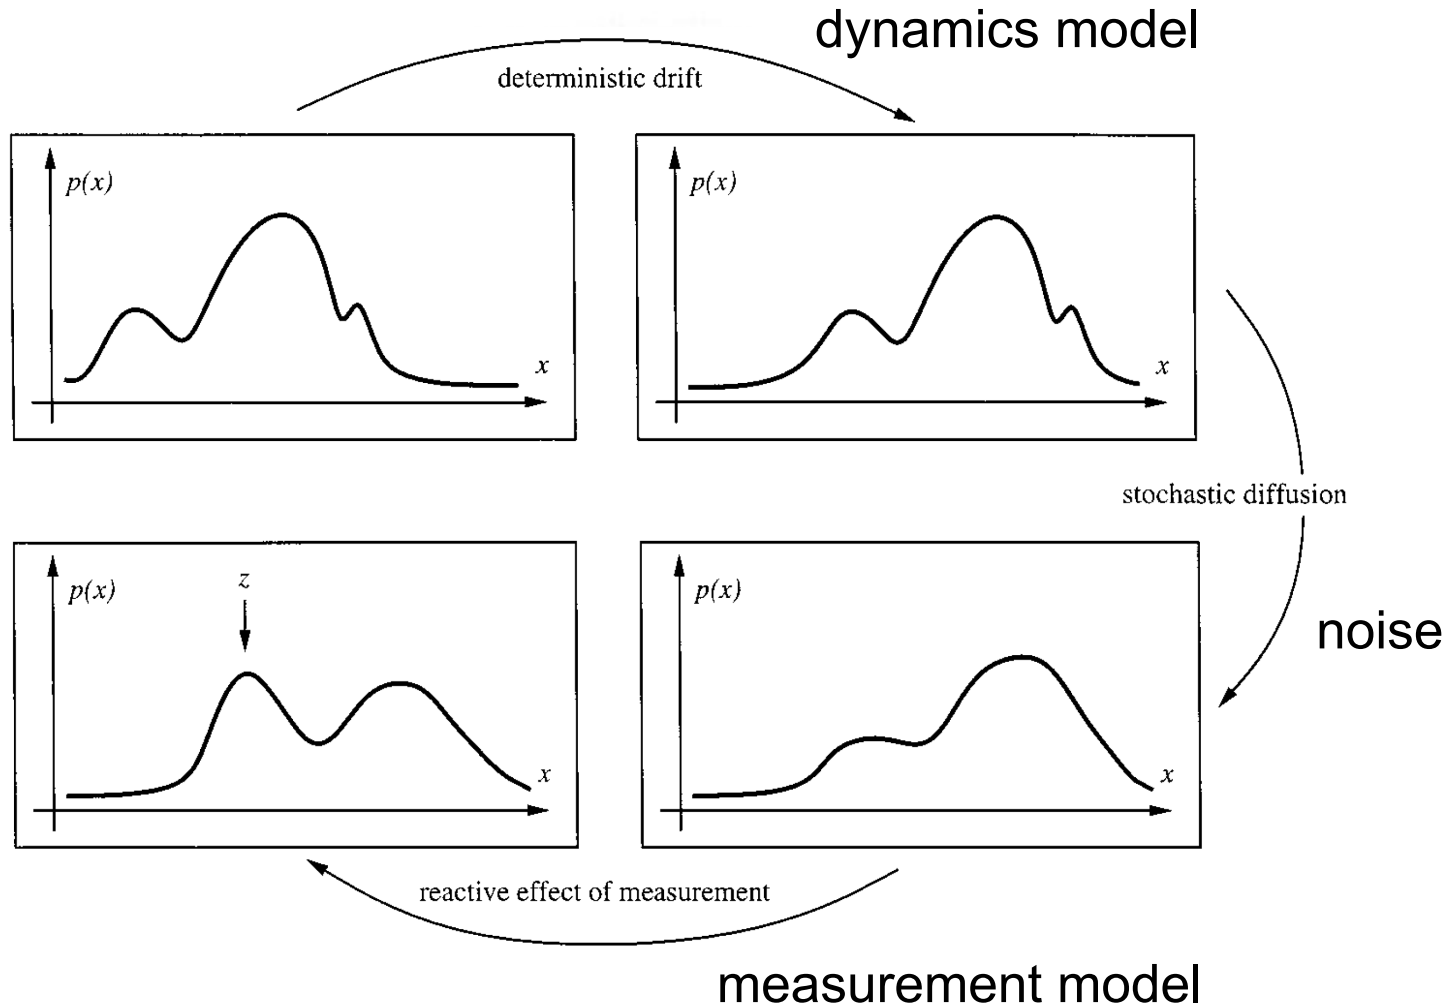 dynamics model
deterministic drift
p(x)
x
p(x)
x
stochastic diffusion
noise
p(x)
z
x
p(x)
x
reactive effect of measurement
measurement model